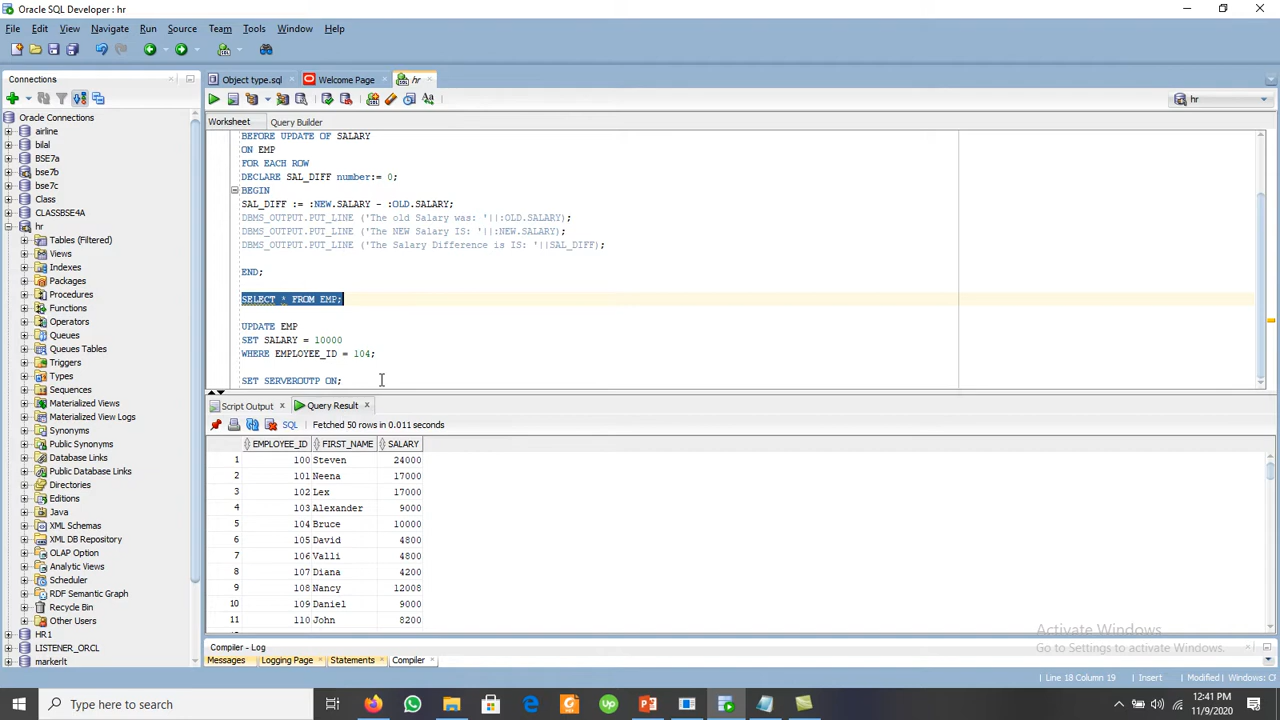 Oracle SQL Developer : hr
File Edit View Navigate Run Source Team Tools Window Help
Connections
Object type.sql Welcome Page hr
hr
Oracle Connections
airline
bilal
BSE7a
bse7b
bse7c
Class
CLASSBSE4A
hr
Tables (Filtered)
Views
Indexes
Packages
Procedures
Functions
Operators
Queues
Queues Tables
Triggers
Types
Sequences
Materialized Views
Materialized View Logs
Synonyms
Public Synonyms
Database Links
Public Database Links
Directories
Editions
Java
XML Schemas
XML DB Repository
OLAP Option
Analytic Views
Scheduler
RDF Semantic Graph
Recycle Bin
Other Users
HR1
LISTENER_ORCL
markerIt
Worksheet Query Builder
BEFORE UPDATE OF SALARY
ON EMP
FOR EACH ROW
DECLARE SAL_DIFF number:= 0;
BEGIN
SAL_DIFF := :NEW.SALARY - :OLD.SALARY;
DBMS_OUTPUT.PUT_LINE ('The old Salary was: '||:OLD.SALARY);
DBMS_OUTPUT.PUT_LINE ('The NEW Salary IS: '||:NEW.SALARY);
DBMS_OUTPUT.PUT_LINE ('The Salary Difference is IS: '||SAL_DIFF);
END;
SELECT * FROM EMP;
UPDATE EMP
SET SALARY = 10000
WHERE EMPLOYEE_ID = 104;
SET SERVEROUTP ON;
Script Output Query Result
SQL Fetched 50 rows in 0.011 seconds
EMPLOYEE_ID FIRST_NAME SALARY
1 100 Steven 24000
2 101 Neena 17000
3 102 Lex 17000
4 103 Alexander 9000
5 104 Bruce 10000
6 105 David 4800
7 106 Valli 4800
8 107 Diana 4200
9 108 Nancy 12008
10 109 Daniel 9000
11 110 John 8200
Activate Windows
Go to Settings to activate Windows.
Compiler - Log
Messages Logging Page Statements Compiler
Line 18 Column 19 Insert Modified Windows: C
Type here to search
12:41 PM
11/9/2020